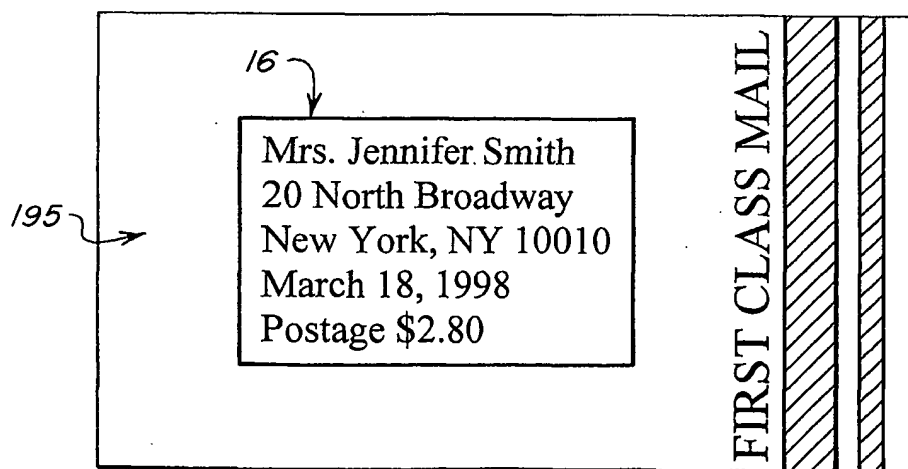 16
Mrs. Jennifer Smith
20 North Broadway
New York, NY 10010
March 18, 1998
Postage $2.80
195
FIRST CLASS MAIL